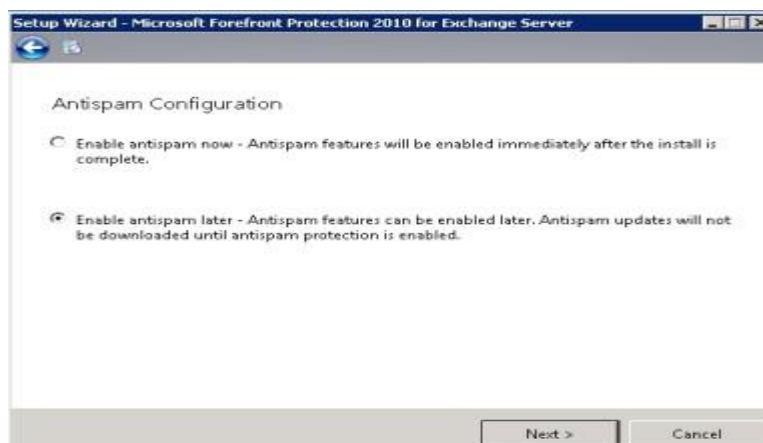 Setup Wizard - Microsoft Forefront Protection 2010 for Exchange Server
Antispam Configuration
Enable antispam now - Antispam features will be enabled immediately after the install is
complete.
Enable antispam later - Antispam features can be enabled later. Antispam updates will not
be downloaded until antispam protection is enabled.
Next >
Cancel